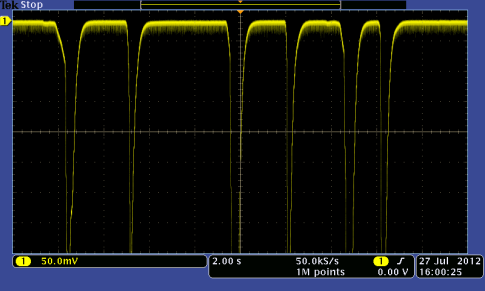 Tek Stop
1
1 50.0mV 2.00 s 50.0kS/s 1 ƒ 27 Jul 2012
1M points 0.00 V 16:00:25